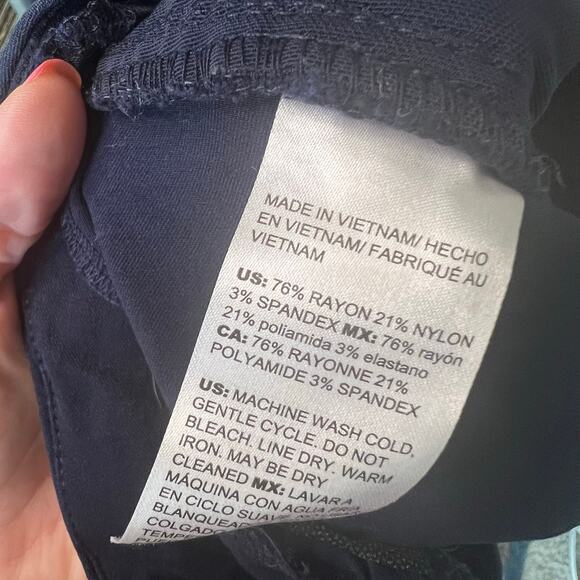 MADE IN VIETNAM/ HECHO
EN VIETNAM/ FABRIQUÉ AU
VIETNAM
US: 76% RAYON 21% NYLON
3% SPANDEX MX: 76% rayón
21% poliamida 3% elastano
CA: 76% RAYONNE 21%
POLYAMIDE 3% SPANDEX
US: MACHINE WASH COLD,
GENTLE CYCLE. DO NOT
BLEACH. LINE DRY. WARM
IRON. MAY BE DRY
CLEANED MX: LAVAR A
MÁQUINA CON AGUA FRÍA
EN CICLO SUAVE